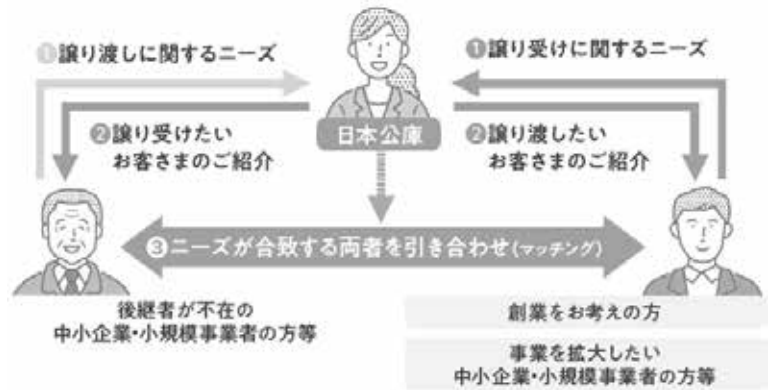 ❶譲り渡しに関するニーズ
❶譲り受けに関するニーズ
❷譲り受けたい
お客さまのご紹介
日本公庫
❷譲り渡したい
お客さまのご紹介
❸ニーズが合致する両者を引き合わせ(マッチング)
後継者が不在の
中小企業・小規模事業者の方等
創業をお考えの方
事業を拡大したい
中小企業・小規模事業者の方等